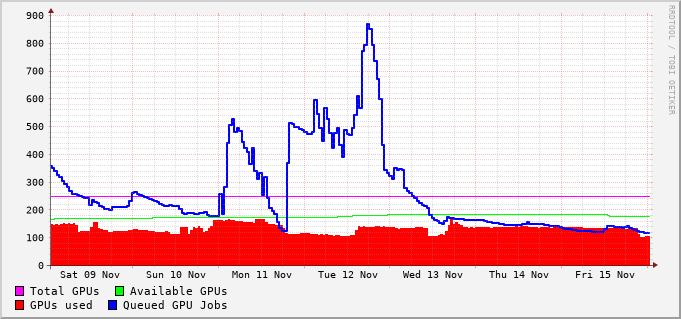 900
800
700
600
500
400
300
200
100
0
Sat 09 Nov Sun 10 Nov Mon 11 Nov Tue 12 Nov Wed 13 Nov Thu 14 Nov Fri 15 Nov
Total GPUs Available GPUs
GPUs used Queued GPU Jobs
RRDTOOL / TOBI OETIKER